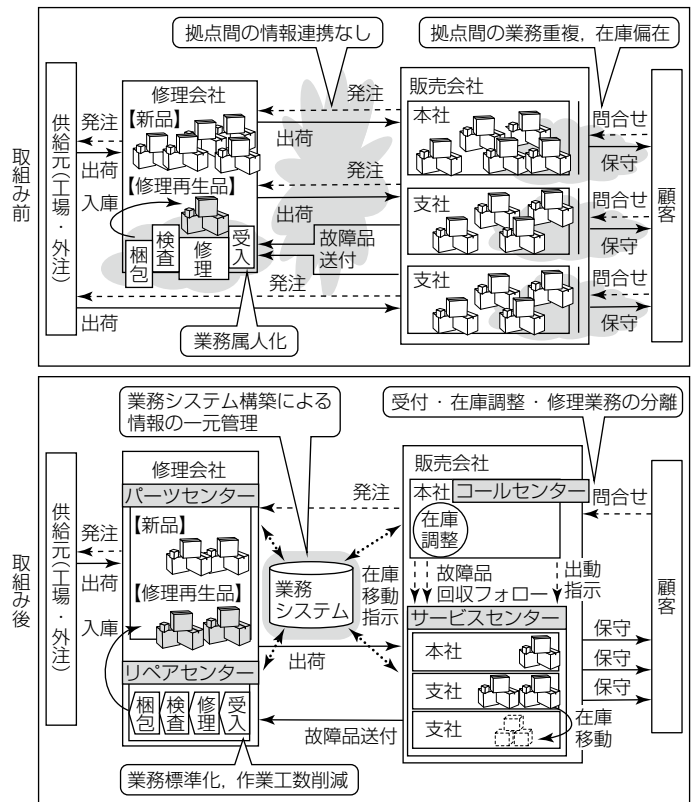 取組み前
拠点間の情報連携なし
拠点間の業務重複，在庫偏在
供給元（工場・外注）
発注
出荷
入庫
修理会社
【新品】
【修理再生品】
梱包
検査
修理
受入
業務属人化
発注
出荷
発注
出荷
故障品
送付
発注
出荷
販売会社
本社
支社
支社
問合せ
保守
問合せ
保守
問合せ
保守
顧客
取組み後
業務システム構築による
情報の一元管理
受付・在庫調整・修理業務の分離
供給元（工場・外注）
発注
出荷
入庫
修理会社
パーツセンター
【新品】
【修理再生品】
リペアセンター
梱包
検査
修理
受入
業務標準化，作業工数削減
発注
業務
システム
在庫
移動
指示
出荷
故障品送付
販売会社
本社
コールセンター
在庫
調整
故障品
回収フォロー
出動
指示
サービスセンター
本社
支社
支社
在庫
移動
問合せ
保守
保守
保守
顧客